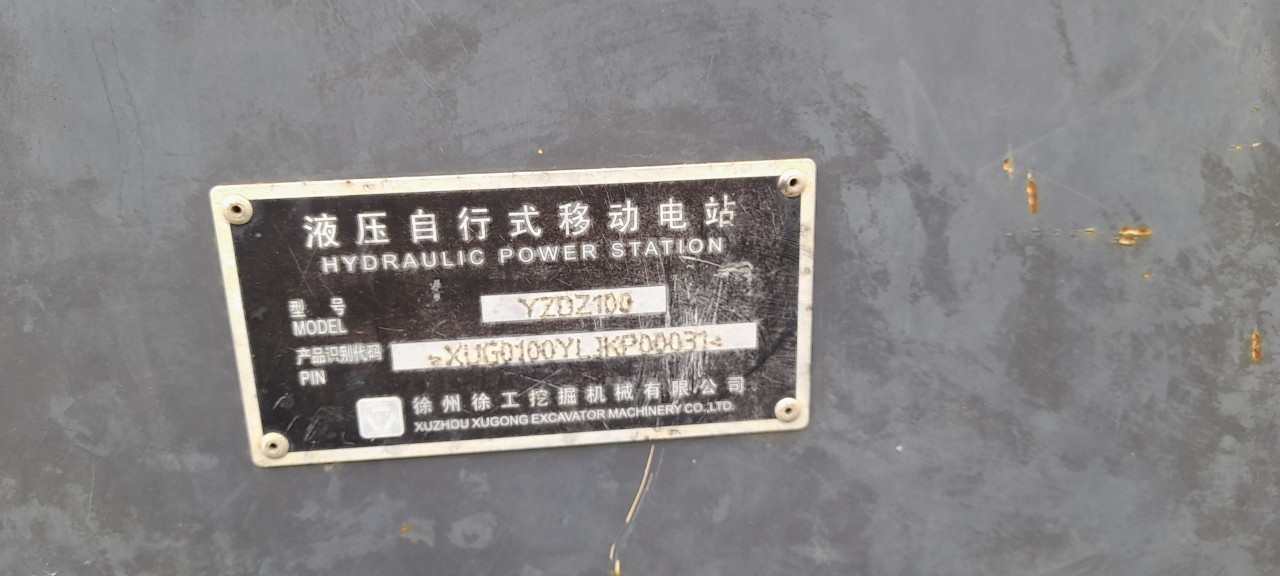 液压自行式移动电站
HYDRAULIC POWER STATION
型 号
MODEL
YZBZ100
产品识别代码
PIN
徐州徐工挖掘机械有限公司
XUZHOU XUGONG EXCAVATOR MACHINERY CO.,LTD.